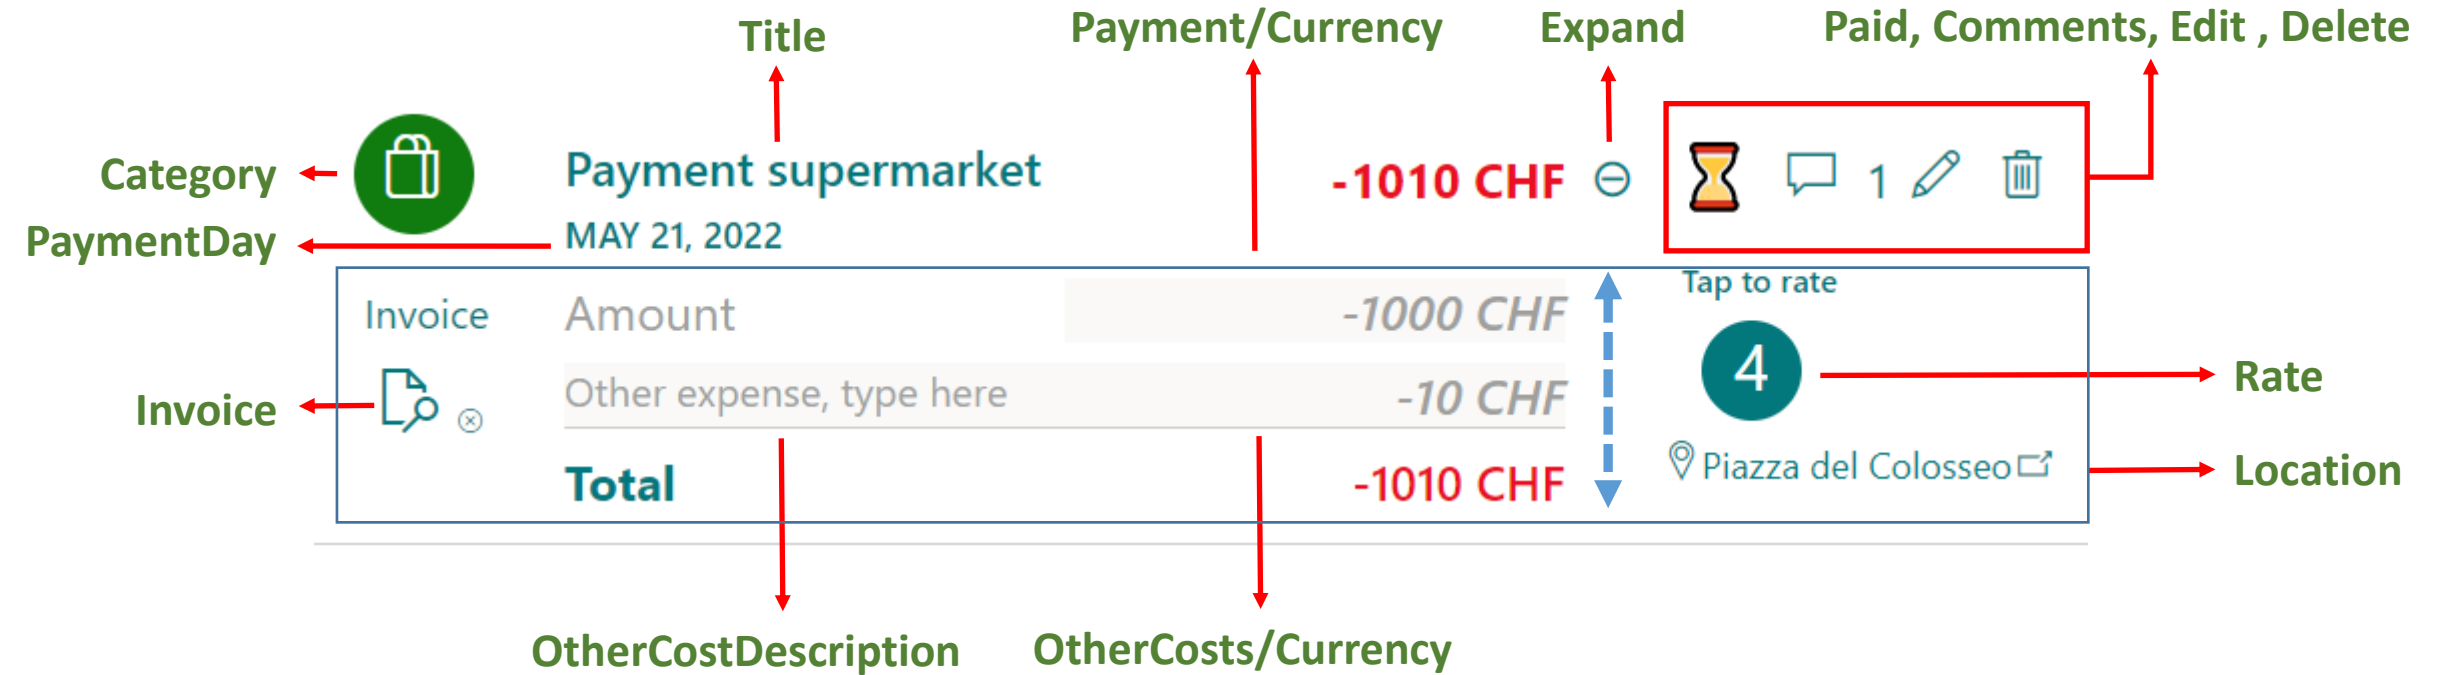 Title
Payment/Currency
Expand
Paid, Comments, Edit , Delete
Category
Payment supermarket
-1010 CHF
1
PaymentDay
MAY 21, 2022
Invoice
Amount
-1000 CHF
Tap to rate
4
Rate
Invoice
Other expense, type here
-10 CHF
Total
-1010 CHF
Piazza del Colosseo
Location
OtherCostDescription
OtherCosts/Currency